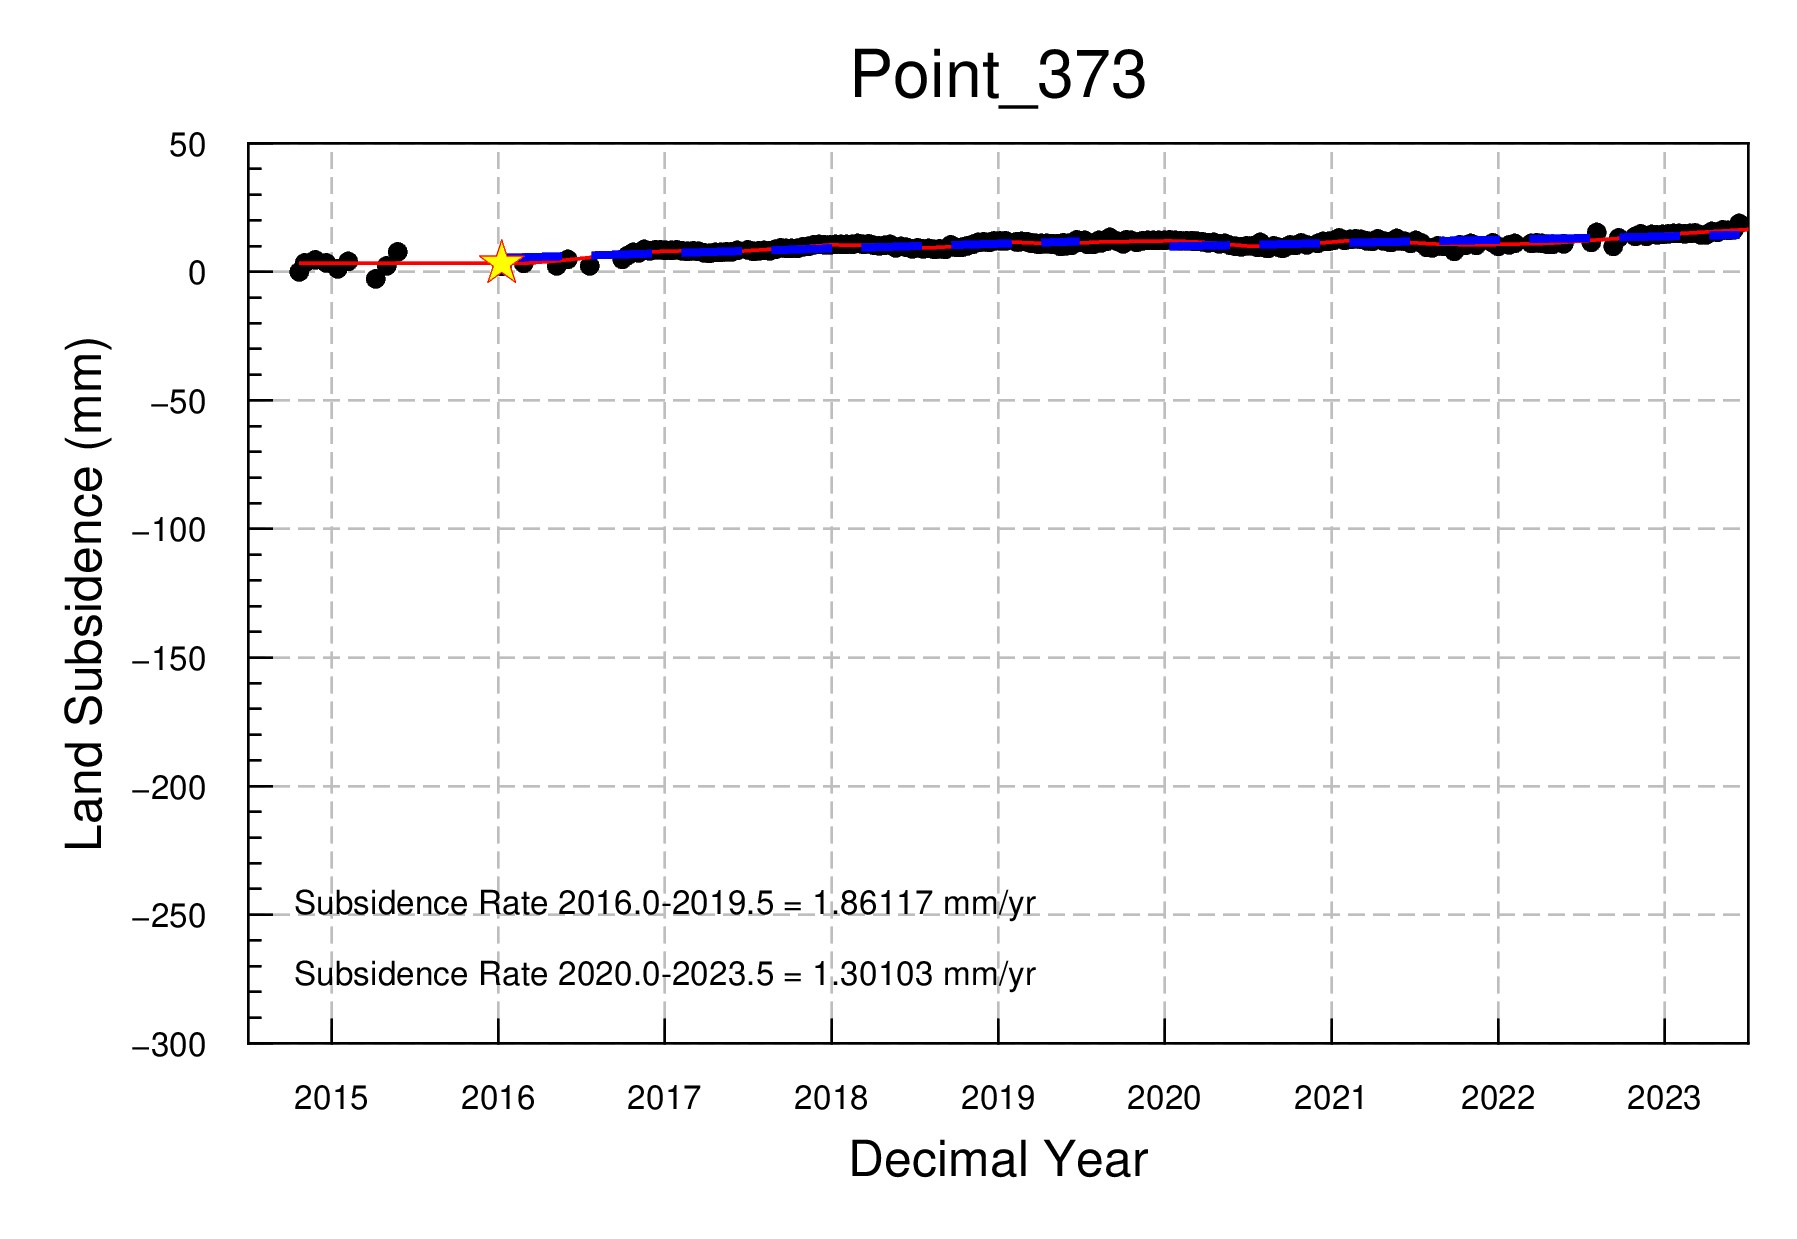 Point_373
50
0
−50
−100
−150
−200
−250
−300
Land Subsidence (mm)
Subsidence Rate 2016.0-2019.5 = 1.86117 mm/yr
Subsidence Rate 2020.0-2023.5 = 1.30103 mm/yr
2015 2016 2017 2018 2019 2020 2021 2022 2023
Decimal Year